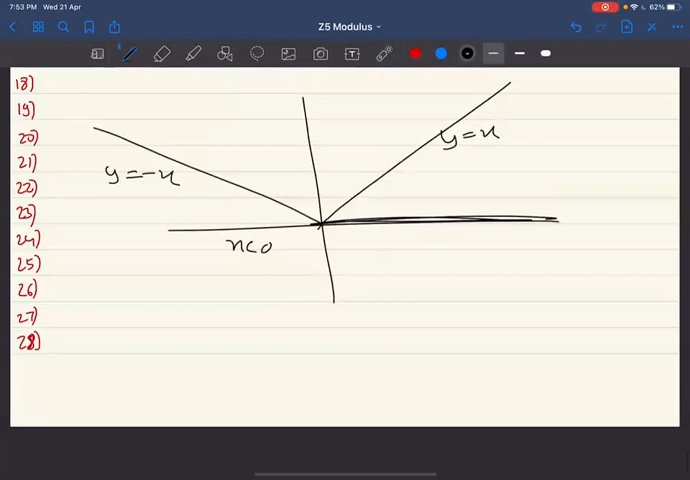 7:53 PM Wed 21 Apr
62%
Z5 Modulus
18)
19)
20)
21)
22)
23)
24)
25)
26)
27)
28)
y=-x
y=x
x<0